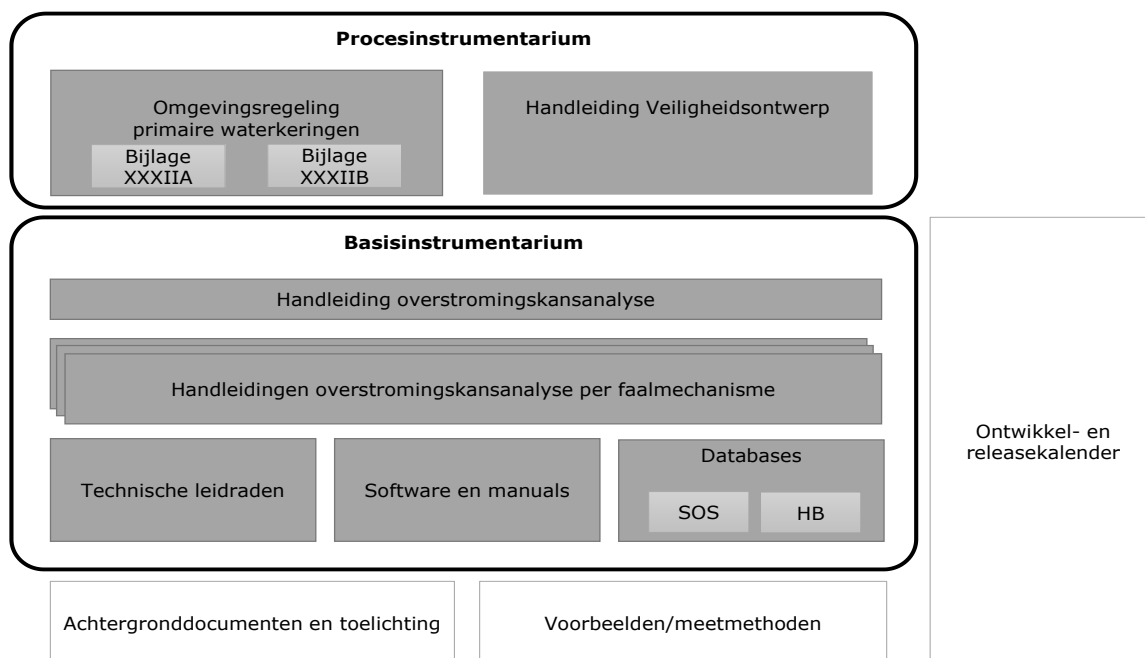 Procesinstrumentarium
Omgevingsregeling
primaire waterkeringen
Bijlage
XXXIIA
Bijlage
XXXIIB
Handleiding Veiligheidsontwerp
Basisinstrumentarium
Handleiding overstromingskansanalyse
Handleidingen overstromingskansanalyse per faalmechanisme
Technische leidraden
Software en manuals
Databases
SOS
HB
Ontwikkel- en
releasekalender
Achtergronddocumenten en toelichting
Voorbeelden/meetmethoden